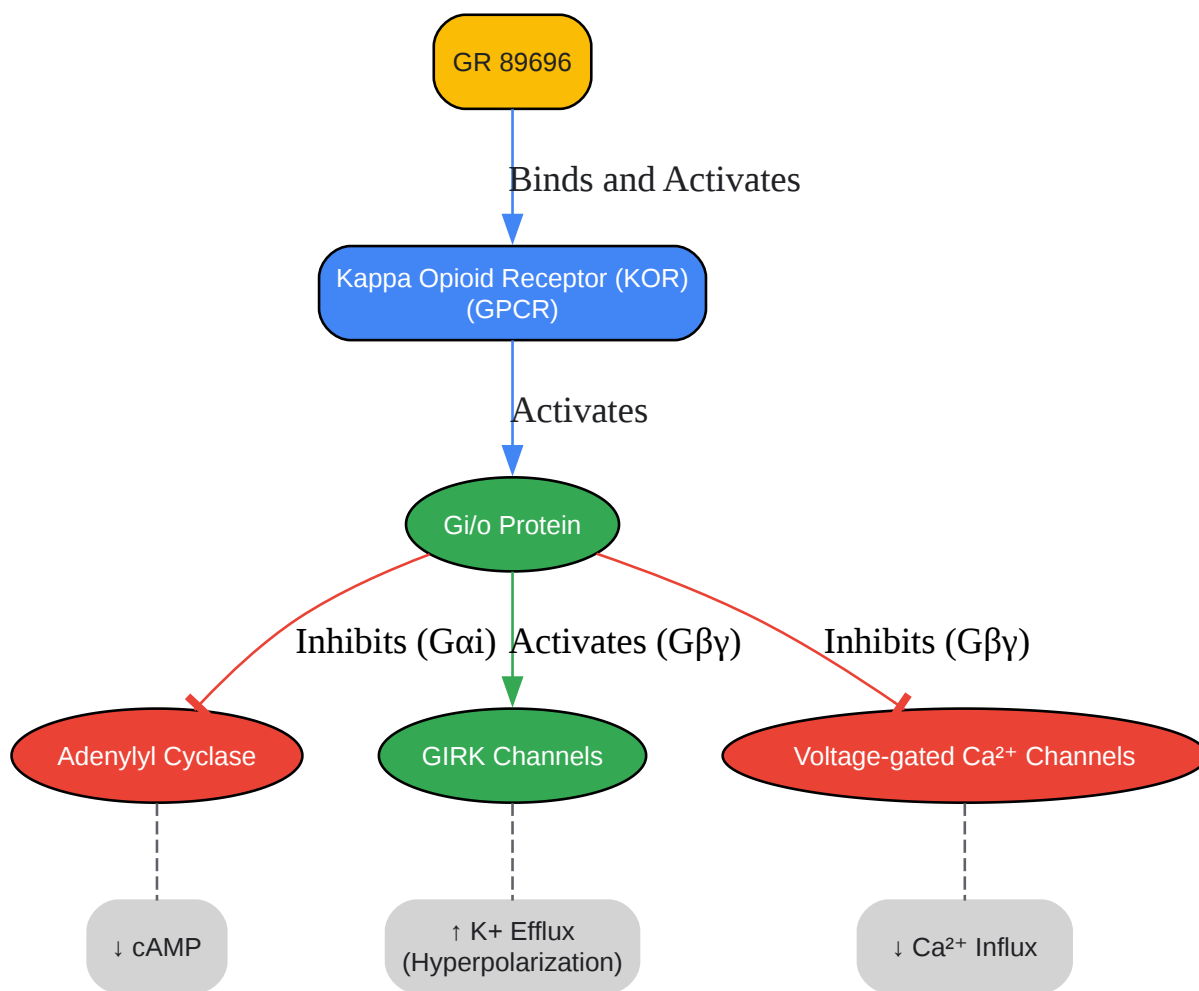 GR 89696
Binds and Activates
Kappa Opioid Receptor (KOR)
(GPCR)
Activates
Gi/o Protein
Inhibits (Gαi)
Activates (Gβγ)
Inhibits (Gβγ)
Adenylyl Cyclase
GIRK Channels
Voltage-gated Ca²⁺ Channels
↓ cAMP
↑ K+ Efflux
(Hyperpolarization)
↓ Ca²⁺ Influx